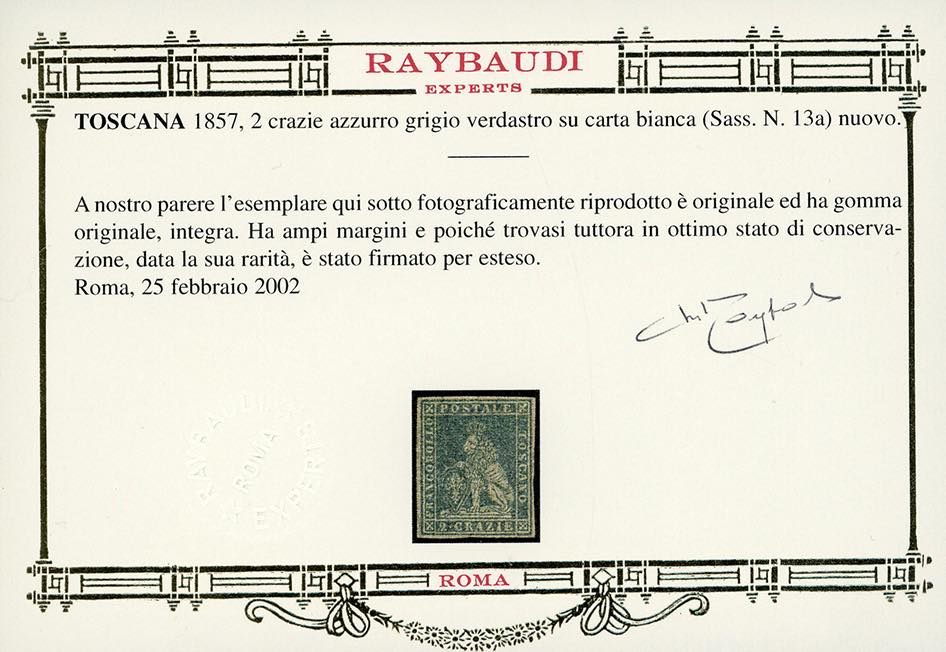 RAYBAUDI
EXPERTS
TOSCANA 1857, 2 crazie azzurro grigio verdastro su carta bianca (Sass. N. 13a) nuovo.
A nostro parere l'esemplare qui sotto fotograficamente riprodotto è originale ed ha gomma
originale, integra. Ha ampi margini e poiché trovasi tuttora in ottimo stato di conserva-
zione, data la sua rarità, è stato firmato per esteso.
Roma, 25 febbraio 2002
RAYBAUDI
EXPERTS
ROMA
POSTALE
FRANCOBOLLO
TOSCANO
2 CRAZIE
ROMA